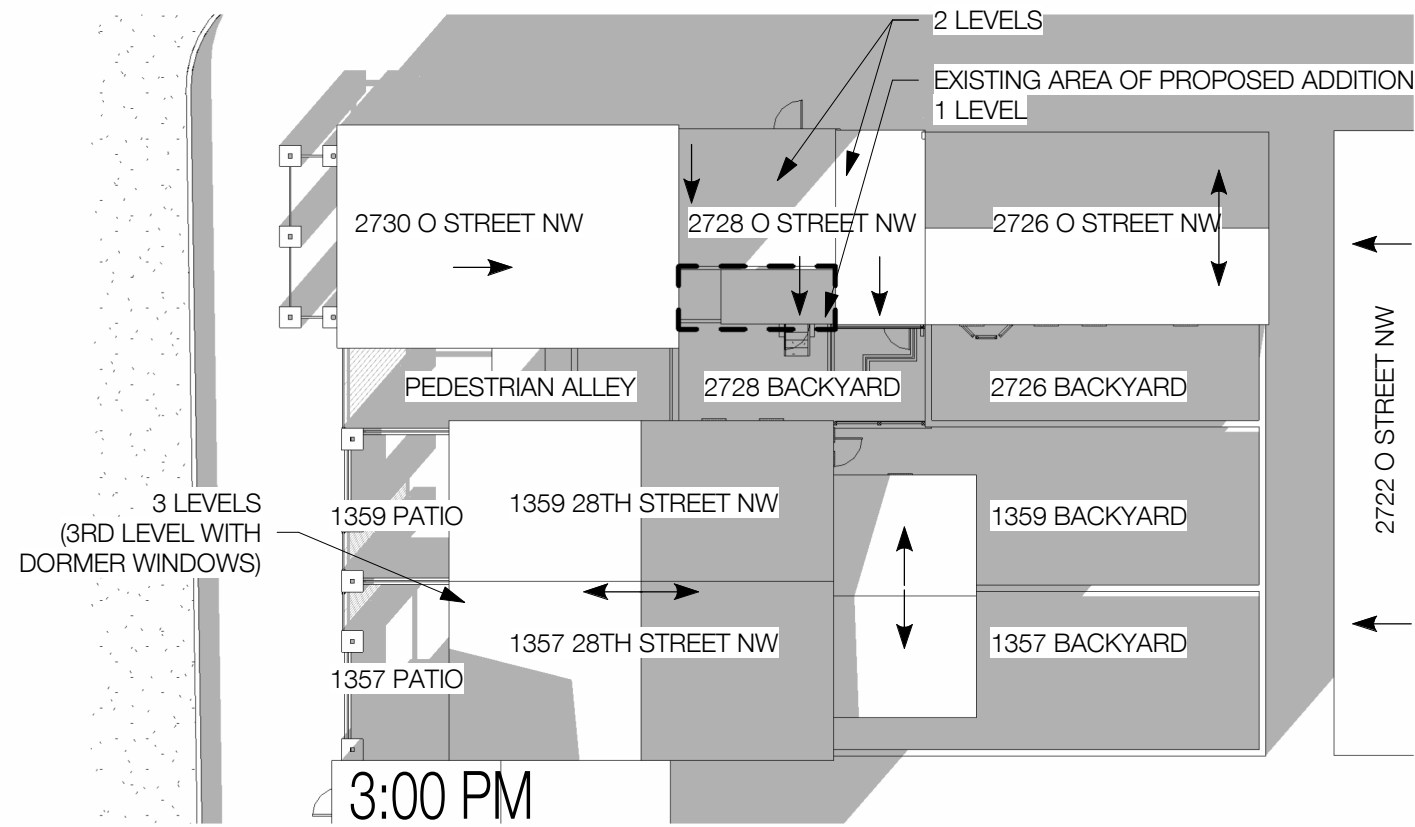 2 LEVELS
EXISTING AREA OF PROPOSED ADDITION
1 LEVEL
2730 O STREET NW
2728 O STREET NW
2726 O STREET NW
PEDESTRIAN ALLEY
2728 BACKYARD
2726 BACKYARD
2722 O STREET NW
3 LEVELS
(3RD LEVEL WITH
DORMER WINDOWS)
1359 PATIO
1359 28TH STREET NW
1359 BACKYARD
1357 28TH STREET NW
1357 BACKYARD
1357 PATIO
3:00 PM